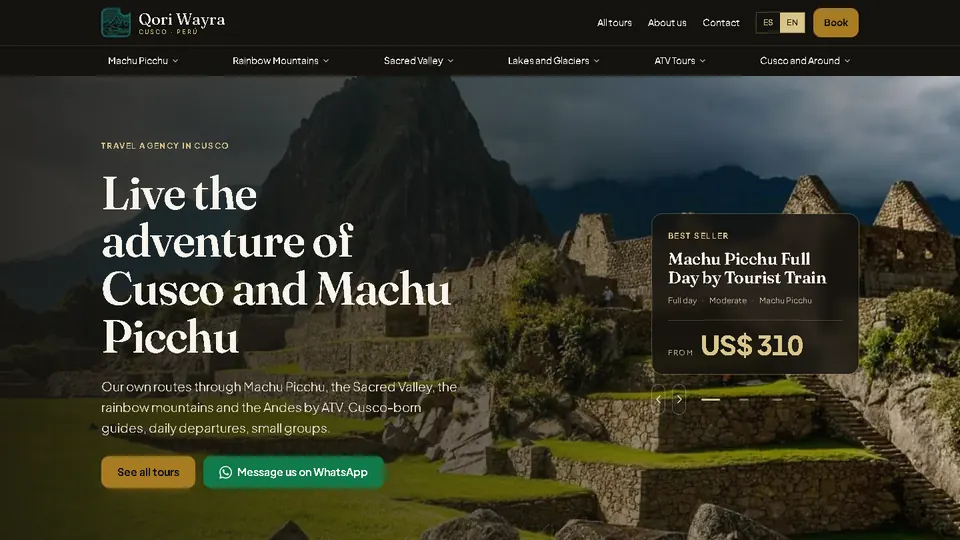 Qori Wayra
CUSCO · PERÚ
All tours
About us
Contact
ES
EN
Book
Machu Picchu
Rainbow Mountains
Sacred Valley
Lakes and Glaciers
ATV Tours
Cusco and Around
TRAVEL AGENCY IN CUSCO
Live the
adventure of
Cusco and Machu
Picchu
Our own routes through Machu Picchu, the Sacred Valley, the
rainbow mountains and the Andes by ATV. Cusco-born
guides, daily departures, small groups.
See all tours
Message us on WhatsApp
BEST SELLER
Machu Picchu Full
Day by Tourist Train
Full day · Moderate · Machu Picchu
FROM US$ 310